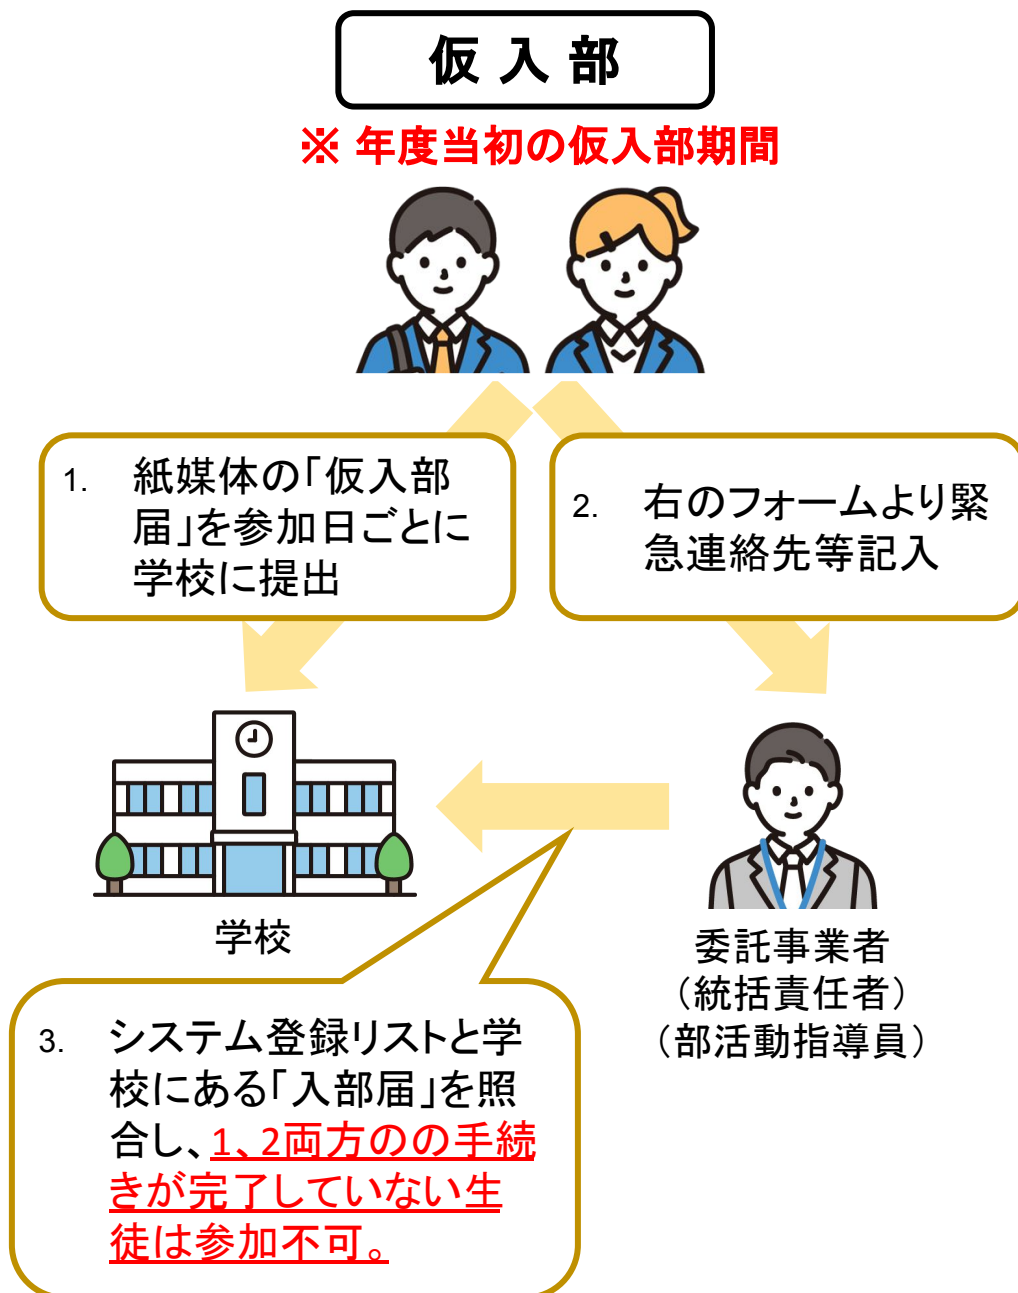 仮入部
※ 年度当初の仮入部期間
1. 紙媒体の「仮入部
届」を参加日ごとに
学校に提出
2. 右のフォームより緊
急連絡先等記入
学校
委託事業者
（統括責任者）
（部活動指導員）
3. システム登録リストと学
校にある「入部届」を照
合し、1、2両方のの手続
きが完了していない生
徒は参加不可。